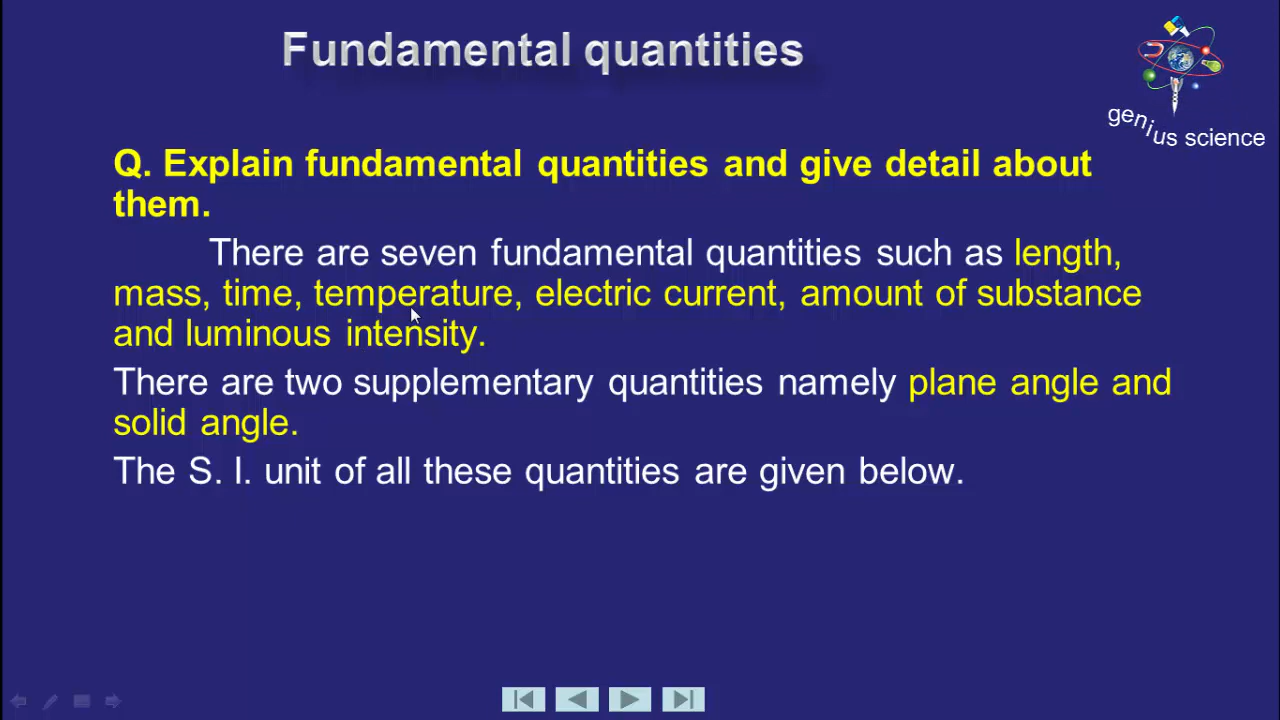 Fundamental quantities
genius science
Q. Explain fundamental quantities and give detail about
them.
There are seven fundamental quantities such as length,
mass, time, temperature, electric current, amount of substance
and luminous intensity.
There are two supplementary quantities namely plane angle and
solid angle.
The S. I. unit of all these quantities are given below.